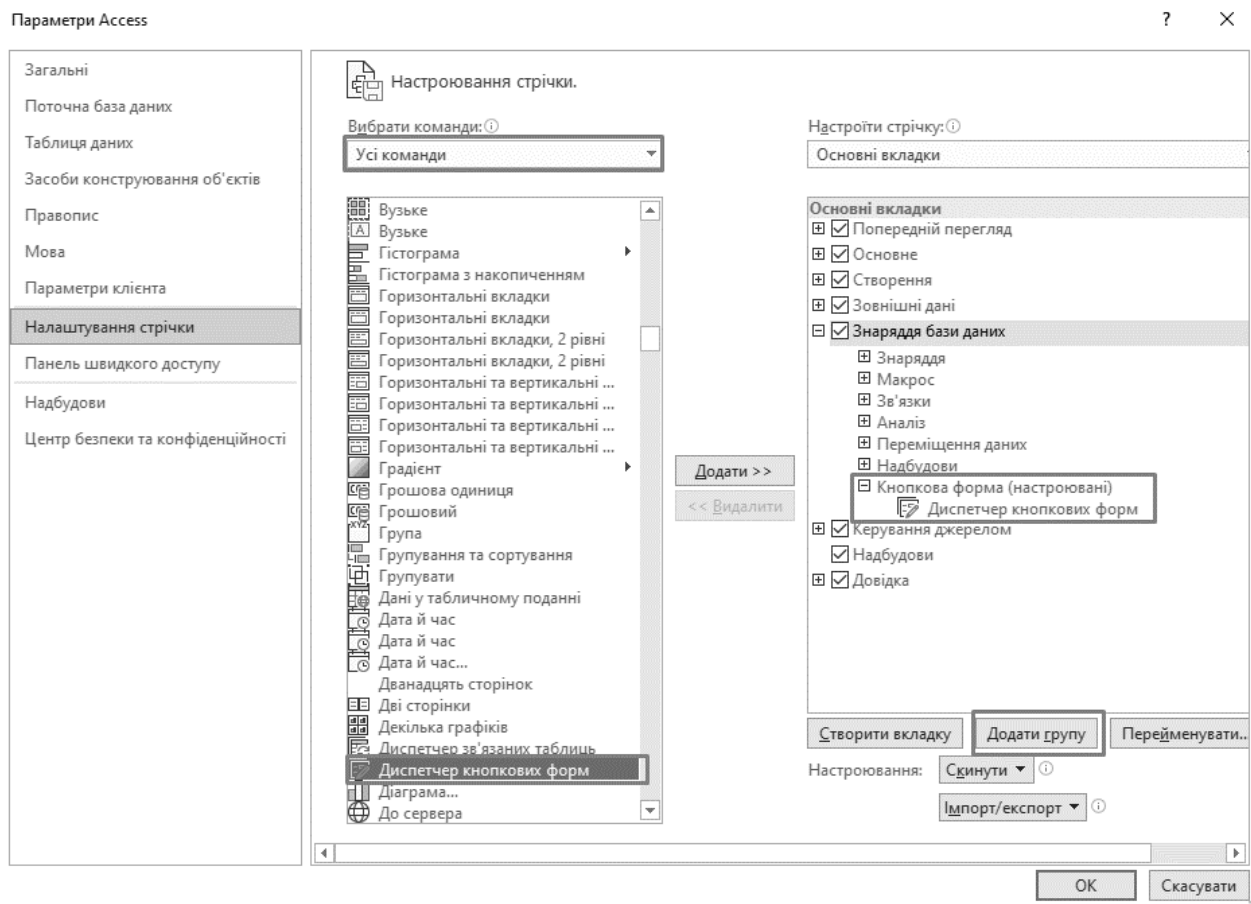 Параметри Access
?
Загальні
Поточна база даних
Таблиця даних
Засоби конструювання об'єктів
Правопис
Мова
Параметри клієнта
Налаштування стрічки
Панель швидкого доступу
Надбудови
Центр безпеки та конфіденційності
Настроювання стрічки.
Вибрати команди:
Усі команди
Вузьке
Вузьке
Гістограма
Гістограма з накопиченням
Горизонтальні вкладки
Горизонтальні вкладки
Горизонтальні вкладки, 2 рівні
Горизонтальні вкладки, 2 рівні
Горизонтальні та вертикальні ...
Горизонтальні та вертикальні ...
Горизонтальні та вертикальні ...
Горизонтальні та вертикальні ...
Градієнт
Грошова одиниця
Грошовий
Група
Групування та сортування
Групувати
Дані у табличному поданні
Дата й час
Дата й час
Дата й час...
Дванадцять сторінок
Дві сторінки
Декілька графіків
Диспетчер зв'язаних таблиць
Диспетчер кнопкових форм
Діаграма...
До сервера
Додати >>
<< Видалити
Настроїти стрічку:
Основні вкладки
Основні вкладки
Попередній перегляд
Основне
Створення
Зовнішні дані
Знаряддя бази даних
Знаряддя
Макрос
Зв'язки
Аналіз
Переміщення даних
Надбудови
Кнопкова форма (настроювані)
Диспетчер кнопкових форм
Керування джерелом
Надбудови
Довідка
Створити вкладку
Додати групу
Перейменувати...
Настроювання:
Скинути
Імпорт/експорт
ОК
Скасувати